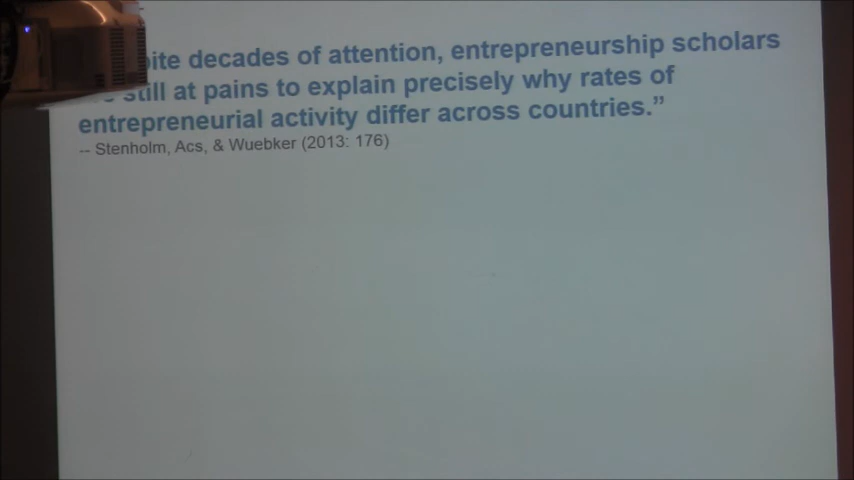 decades of attention, entrepreneurship scholars
still at pains to explain precisely why rates of
entrepreneurial activity differ across countries.”
-- Stenholm, Acs, & Wuebker (2013: 176)